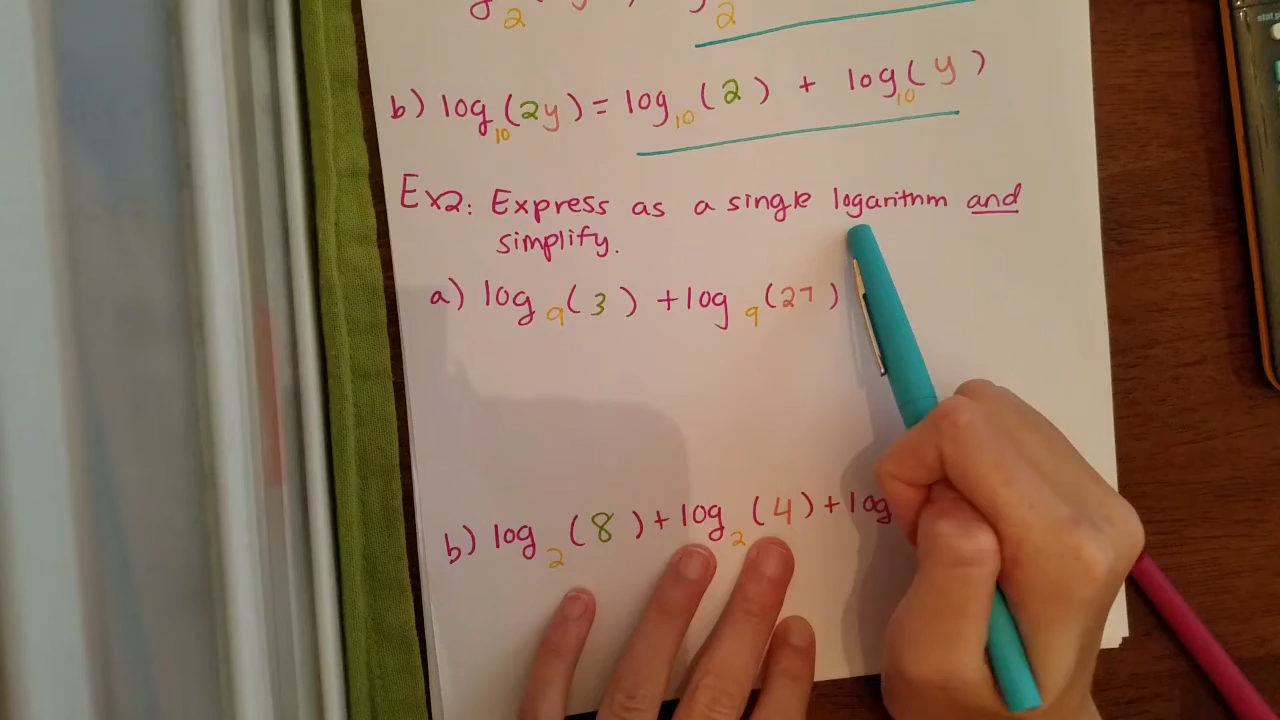 b) log₁₀(2y) = log₁₀(2) + log₁₀(y)
Ex2: Express as a single logarithm and
simplify.
a) log₉(3) + log₉(27)
b) log₂(8) + log₂(4) + log